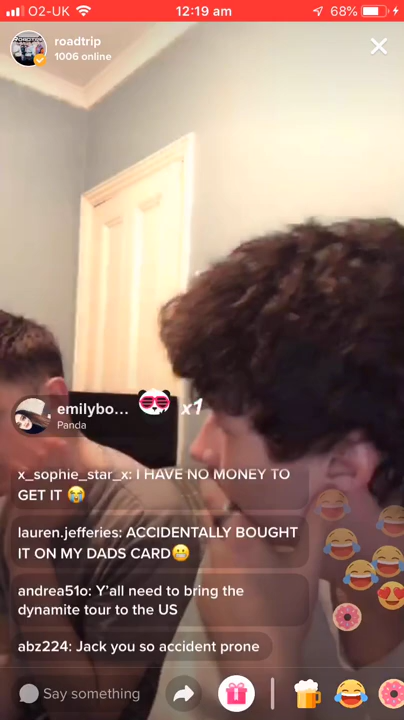 O2-UK
12:19 am
68%
roadtrip
1006 online
emilybo... x1
Panda
x_sophie_star_x: I HAVE NO MONEY TO
GET IT 😭
lauren.jefferies: ACCIDENTALLY BOUGHT
IT ON MY DADS CARD😬
andrea51o: Y'all need to bring the
dynamite tour to the US
abz224: Jack you so accident prone
Say something